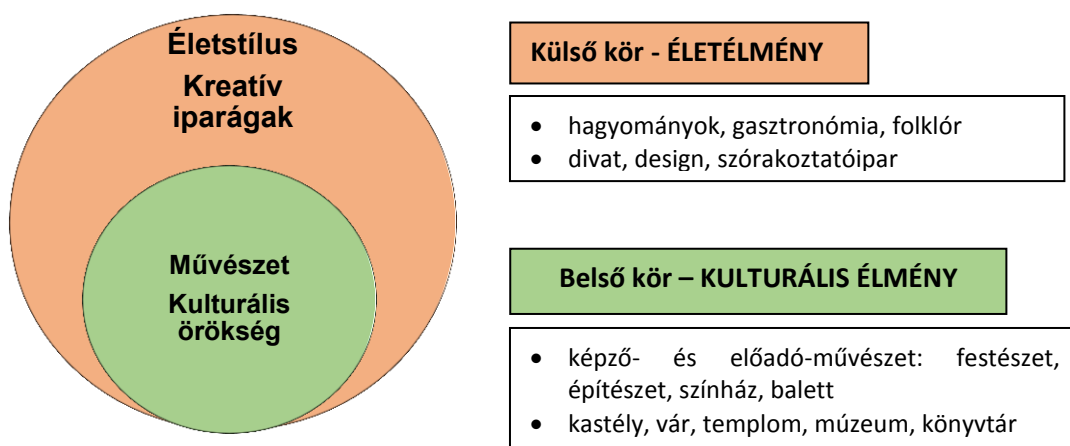 Életstílus
Kreatív
iparágak
Művészet
Kulturális
örökség
Külső kör - ÉLETÉLMÉNY
• hagyományok, gasztronómia, folklór
• divat, design, szórakoztatóipar
Belső kör – KULTURÁLIS ÉLMÉNY
• képző- és előadó-művészet: festészet,
építészet, színház, balett
• kastély, vár, templom, múzeum, könyvtár